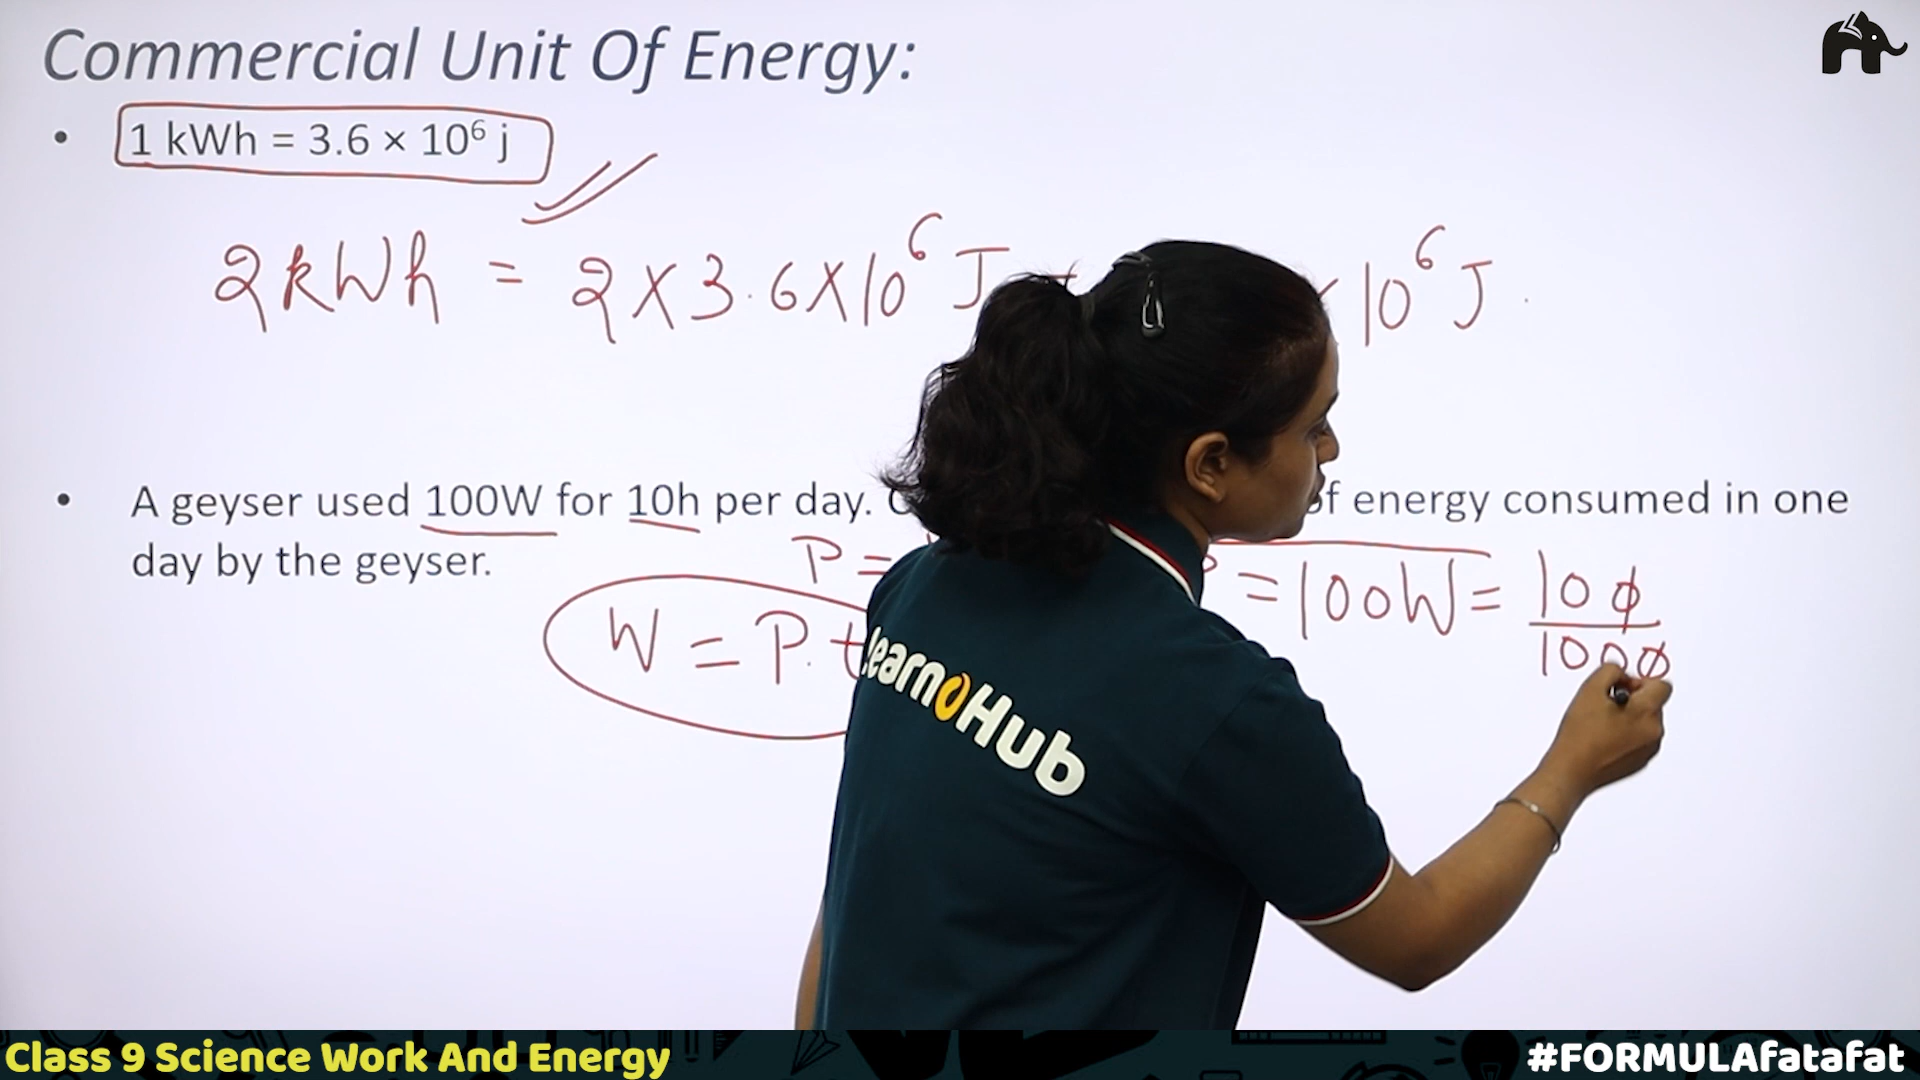 Commercial Unit Of Energy:
• 1 kWh = 3.6 × 10⁶ j
2kWh = 2 X 3.6 X 10⁶ J = × 10⁶ J .
• A geyser used 100W for 10h per day. of energy consumed in one
day by the geyser.
P = = 100W = 100/1000
W = P. t
LearnoHub
Class 9 Science Work And Energy
#FORMULAfatafat